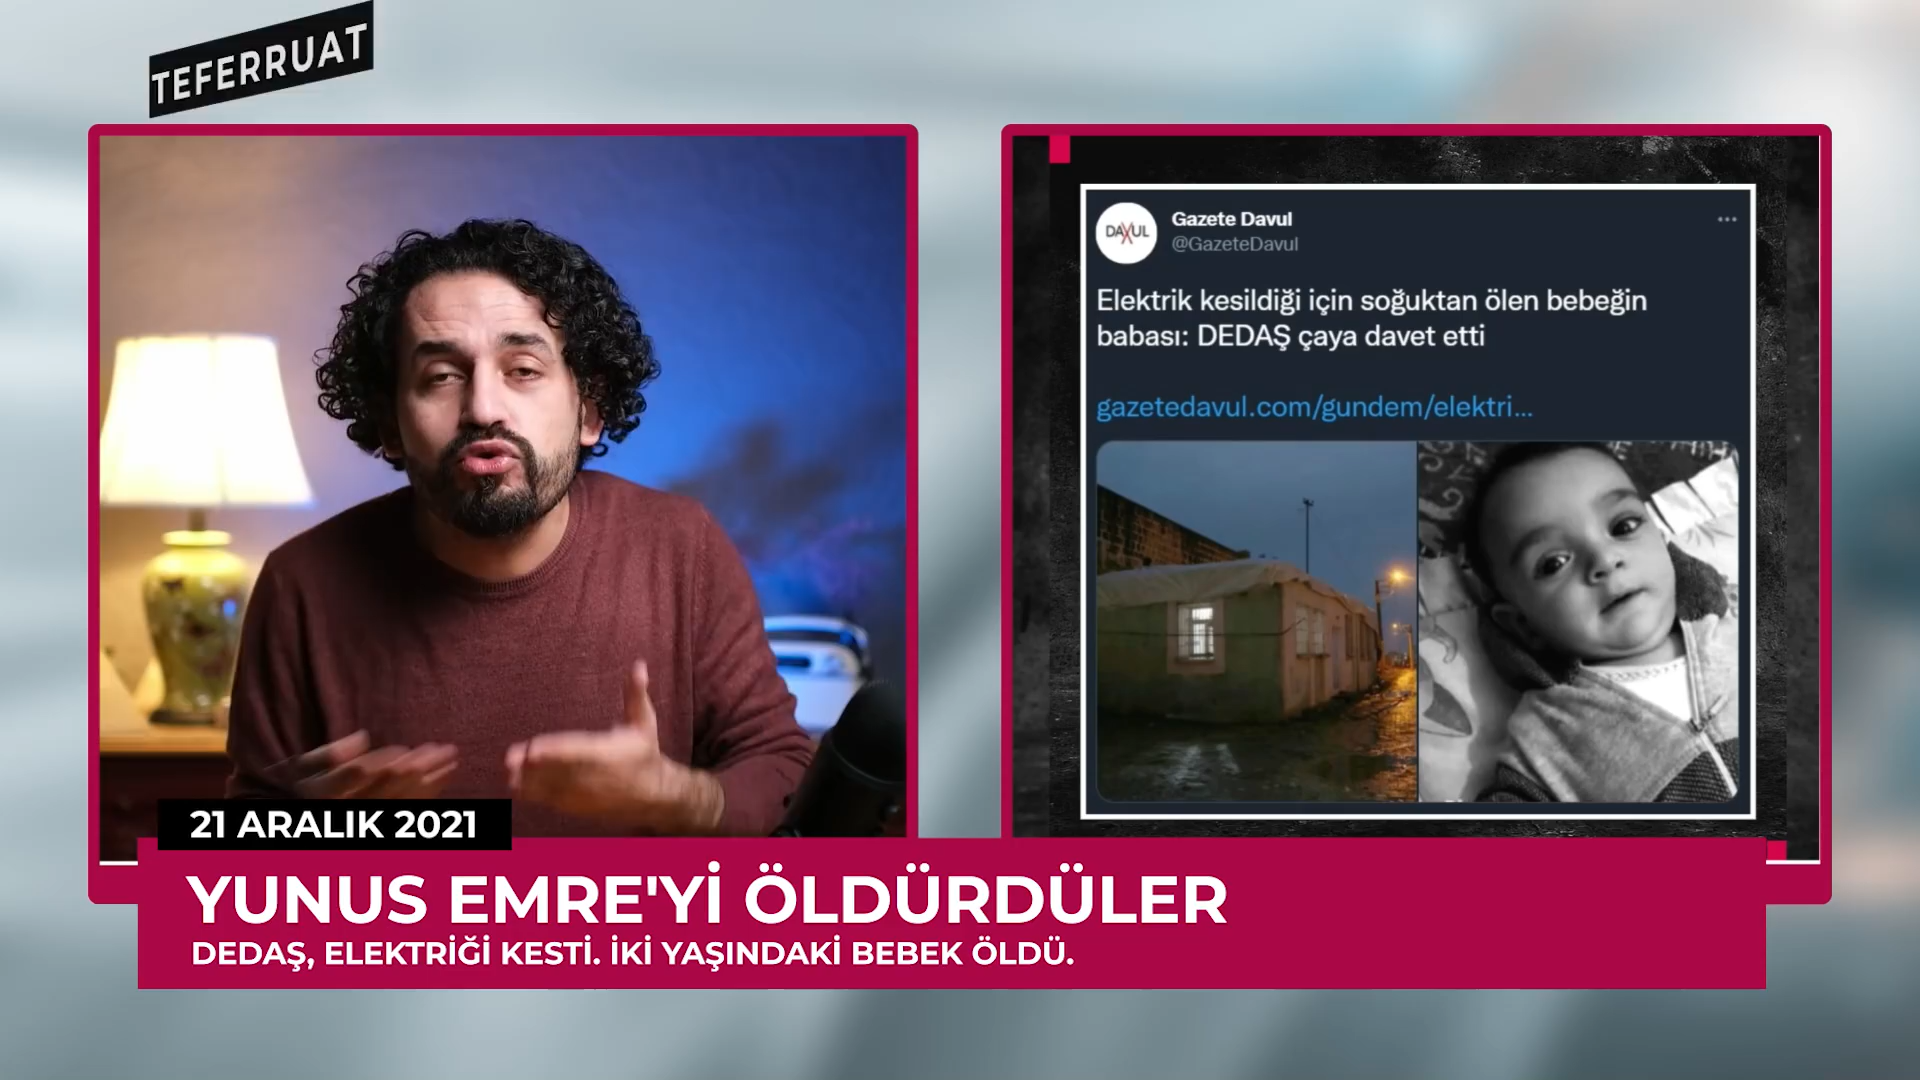 TEFERRUAT
DAVUL
Gazete Davul
@GazeteDavul
Elektrik kesildiği için soğuktan ölen bebeğin
babası: DEDAŞ çaya davet etti
gazetedavul.com/gundem/elektri...
21 ARALIK 2021
YUNUS EMRE'Yİ ÖLDÜRDÜLER
DEDAŞ, ELEKTRİĞİ KESTİ. İKİ YAŞINDAKİ BEBEK ÖLDÜ.